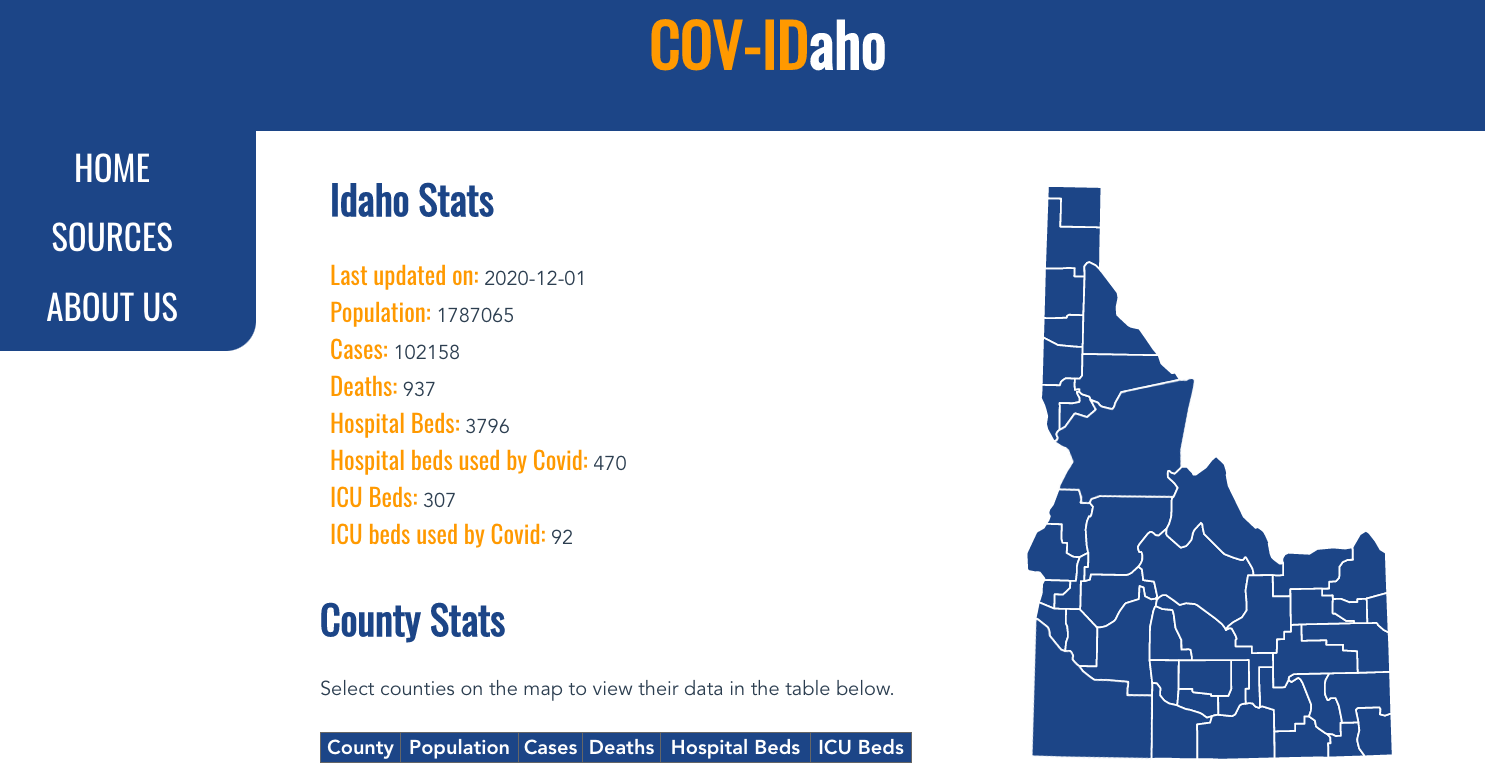 COV-IDaho
HOME
SOURCES
ABOUT US
Idaho Stats
Last updated on: 2020-12-01
Population: 1787065
Cases: 102158
Deaths: 937
Hospital Beds: 3796
Hospital beds used by Covid: 470
ICU Beds: 307
ICU beds used by Covid: 92
County Stats
Select counties on the map to view their data in the table below.
County Population Cases Deaths Hospital Beds ICU Beds